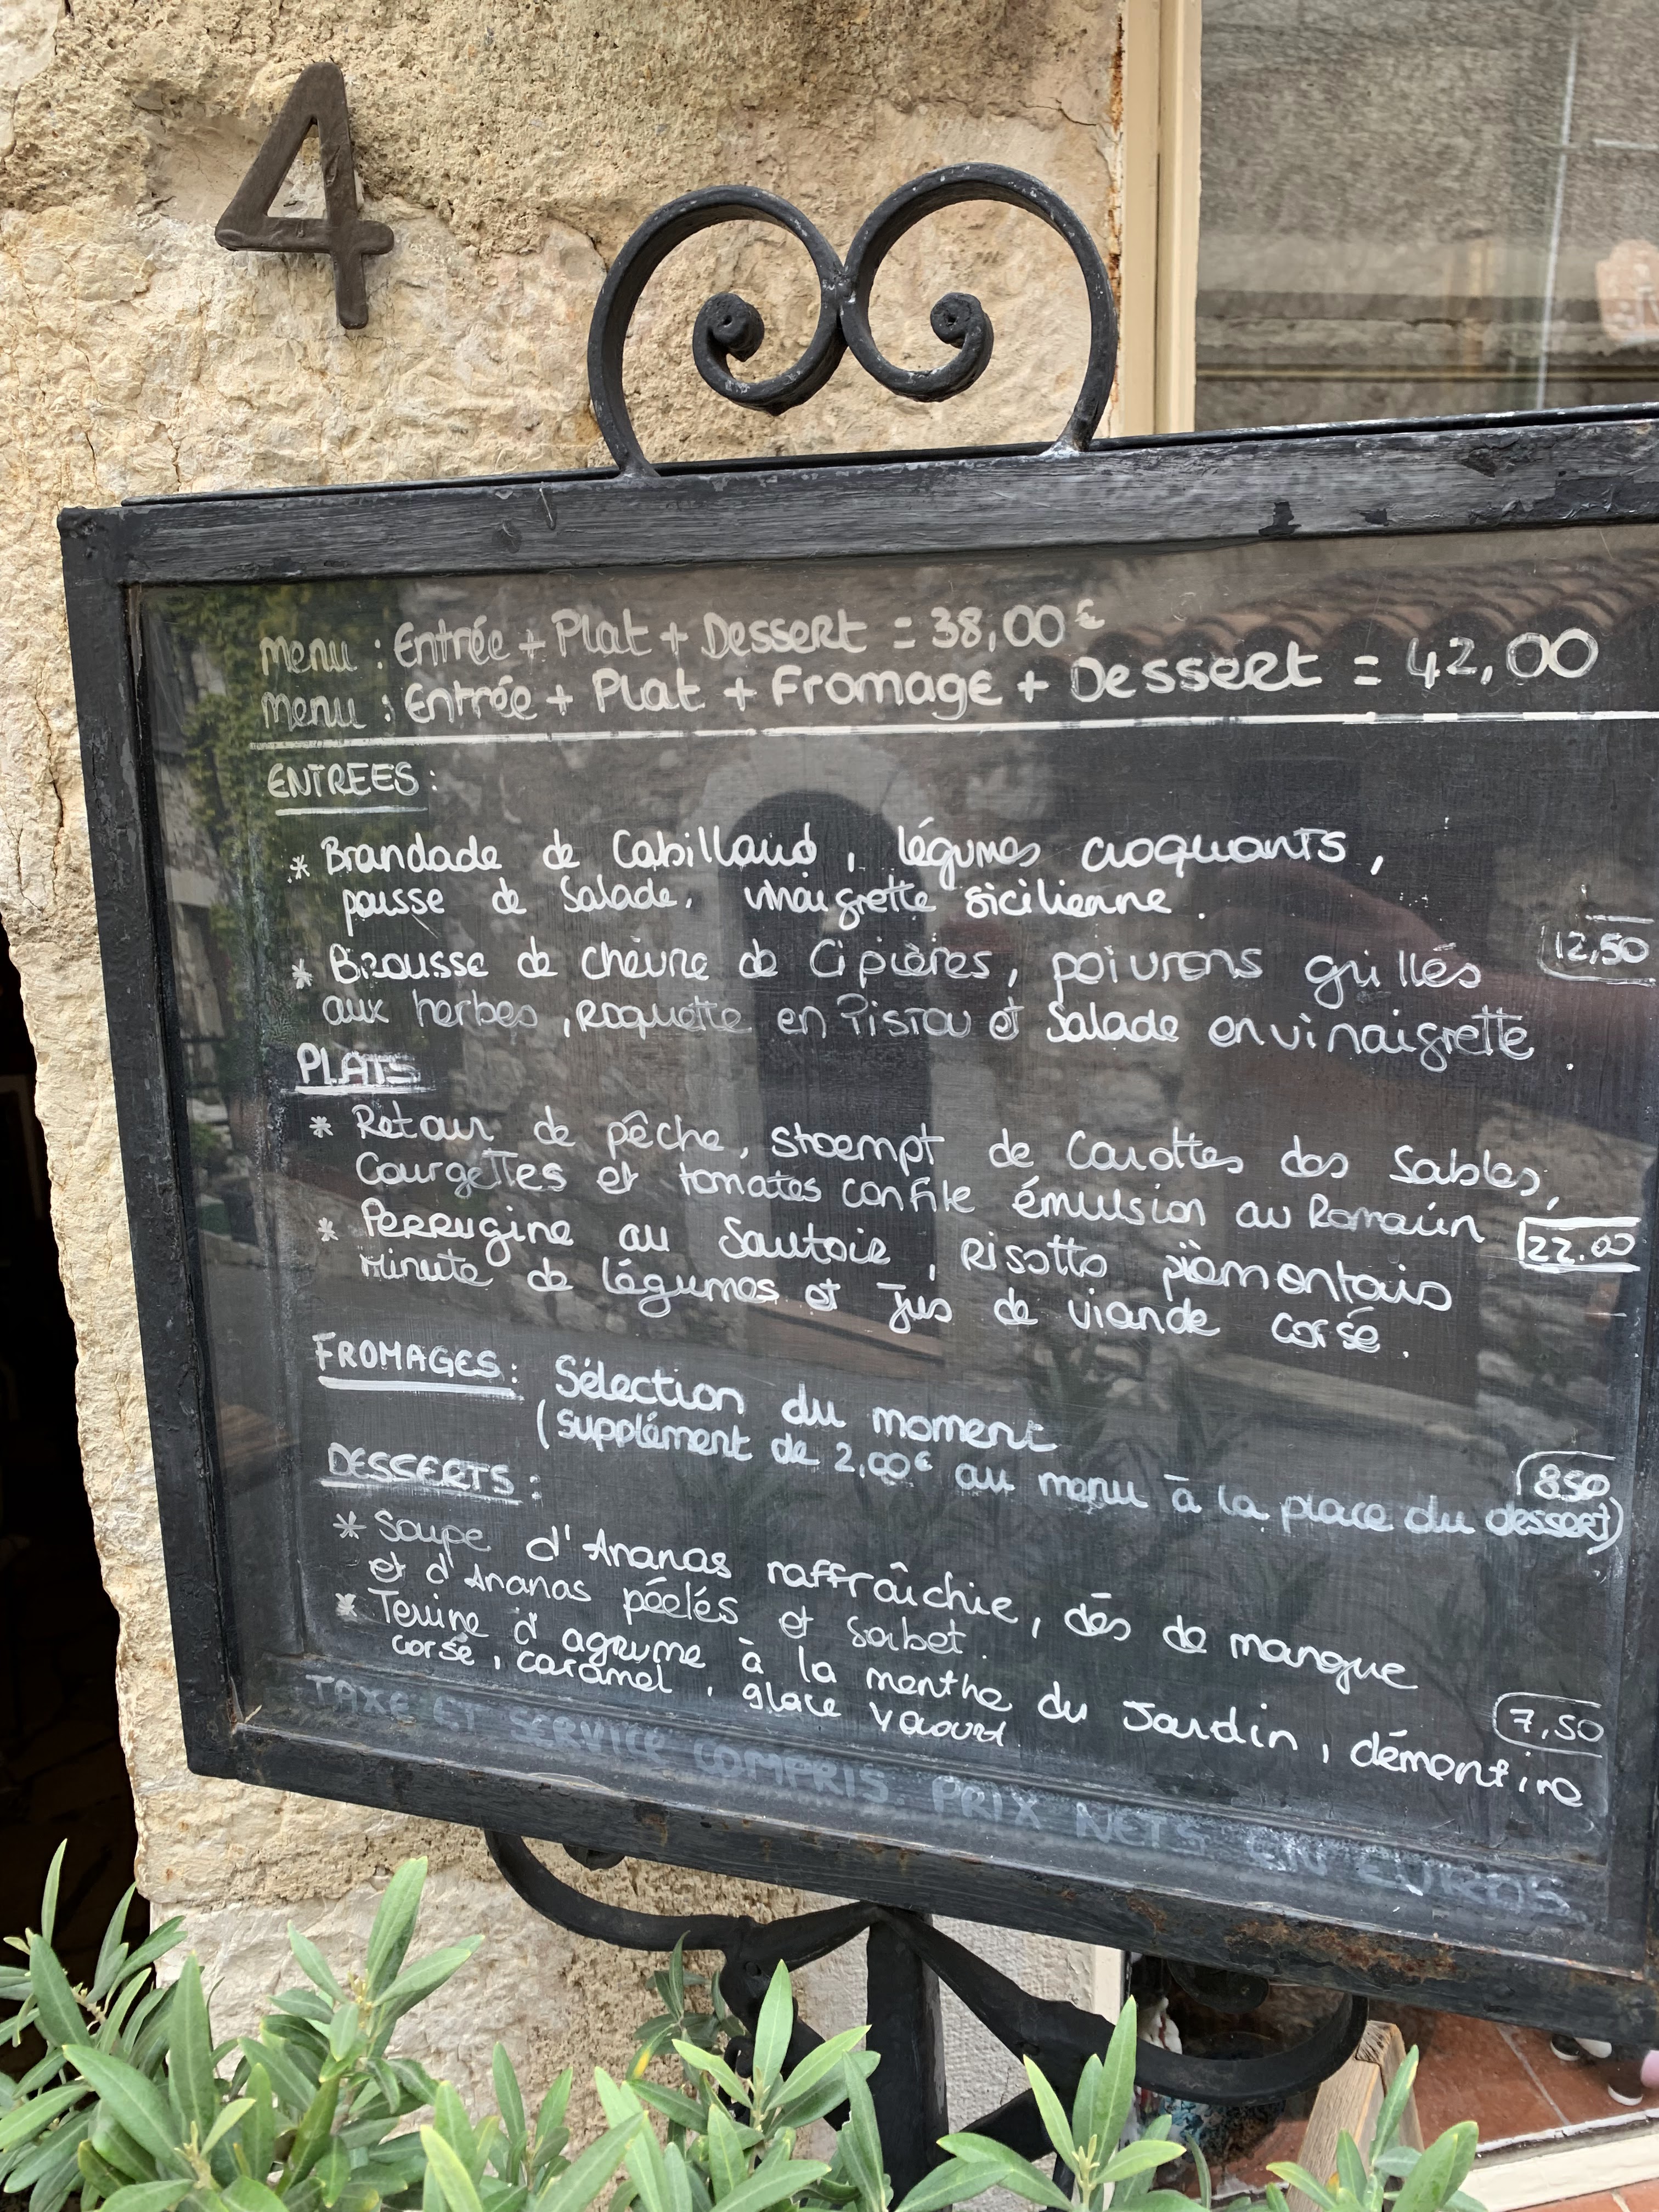 4
menu : Entrée + Plat + Dessert = 38,00€
menu : Entrée + Plat + Fromage + Dessert = 42,00
ENTREES :
* Brandade de Cabillaud, légumes croquants,
pousse de Salade, vinaigrette sicilienne.
12,50
* Brousse de chèvre de Cipières, poivrons grillés
aux herbes, Roquette en Pistou et Salade en vinaigrette.
PLATS
* Retour de pêche, stoempt de Carottes des Sables,
Courgettes et tomates confite émulsion au Romarin
22.00
* Perrugine au Sautoir, Risotto piémontais
Minute de légumes et Jus de viande corsé.
FROMAGES : Sélection du moment
850
(supplément de 2,00€ au menu à la place du dessert)
DESSERTS :
* Soupe d'Ananas raffraîchie, dés de mangue
et d'Ananas péélés et Sorbet.
7,50
* Terrine d'agrume à la menthe du Jardin, clémentine
corse, caramel, glace Yaourt.
TAXE ET SERVICE COMPRIS. PRIX NETS EN EUROS